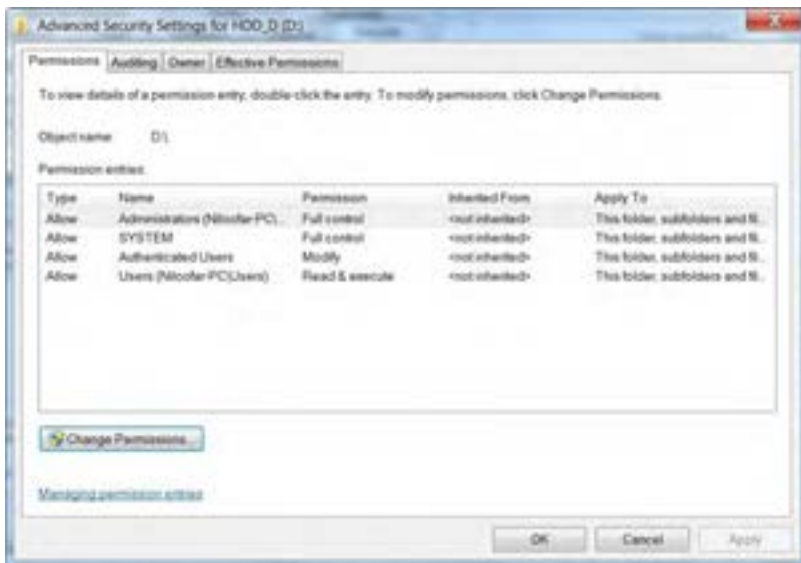 Advanced Security Settings for HDD_D (D:)
Permissions Auditing Owner Effective Permissions
To view details of a permission entry, double-click the entry. To modify permissions, click Change Permissions.
Object name: D:\
Permission entries:
Type Name Permission Inherited From Apply To
Allow Administrators (Niloofar-PC\... Full control <not inherited> This folder, subfolders and fil...
Allow SYSTEM Full control <not inherited> This folder, subfolders and fil...
Allow Authenticated Users Modify <not inherited> This folder, subfolders and fil...
Allow Users (Niloofar-PC\Users) Read & execute <not inherited> This folder, subfolders and fil...
Change Permissions...
Managing permission entries
OK Cancel Apply